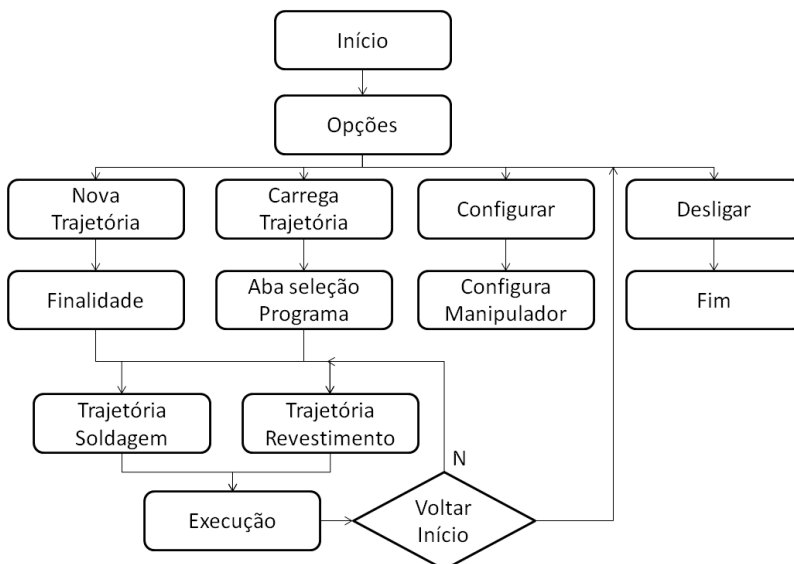 Início
Opções
Nova
Trajetória
Carrega
Trajetória
Configurar
Desligar
Finalidade
Aba seleção
Programa
Configura
Manipulador
Fim
Trajetória
Soldagem
Trajetória
Revestimento
N
Execução
Voltar
Início